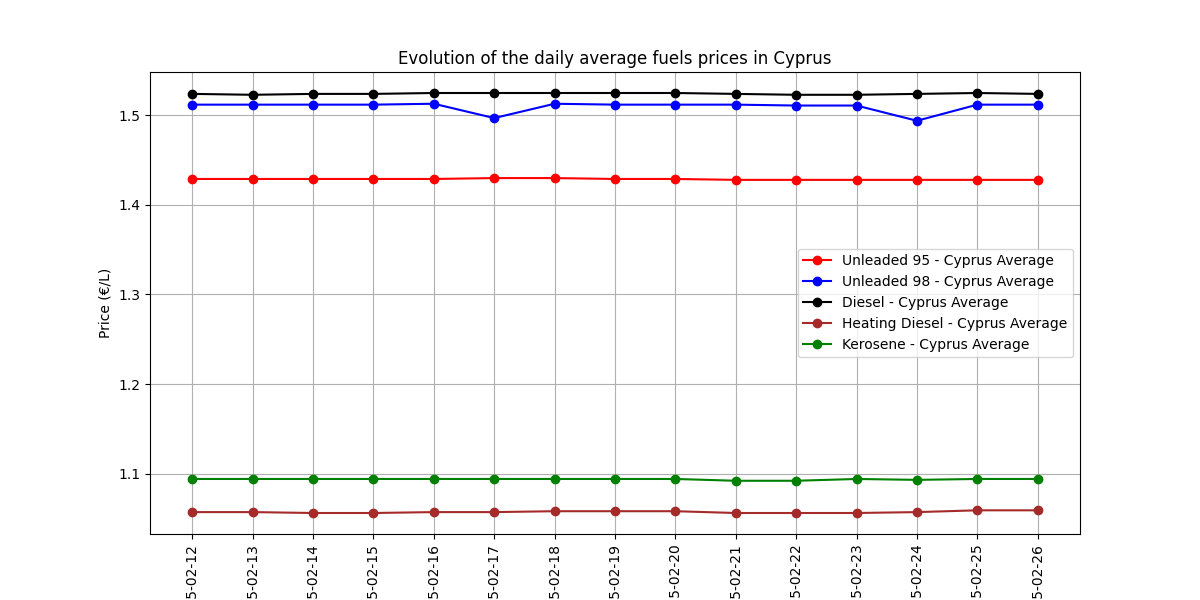 Evolution of the daily average fuels prices in Cyprus
Price (€/L)
1.5
1.4
1.3
1.2
1.1
Unleaded 95 - Cyprus Average
Unleaded 98 - Cyprus Average
Diesel - Cyprus Average
Heating Diesel - Cyprus Average
Kerosene - Cyprus Average
5-02-12
5-02-13
5-02-14
5-02-15
5-02-16
5-02-17
5-02-18
5-02-19
5-02-20
5-02-21
5-02-22
5-02-23
5-02-24
5-02-25
5-02-26